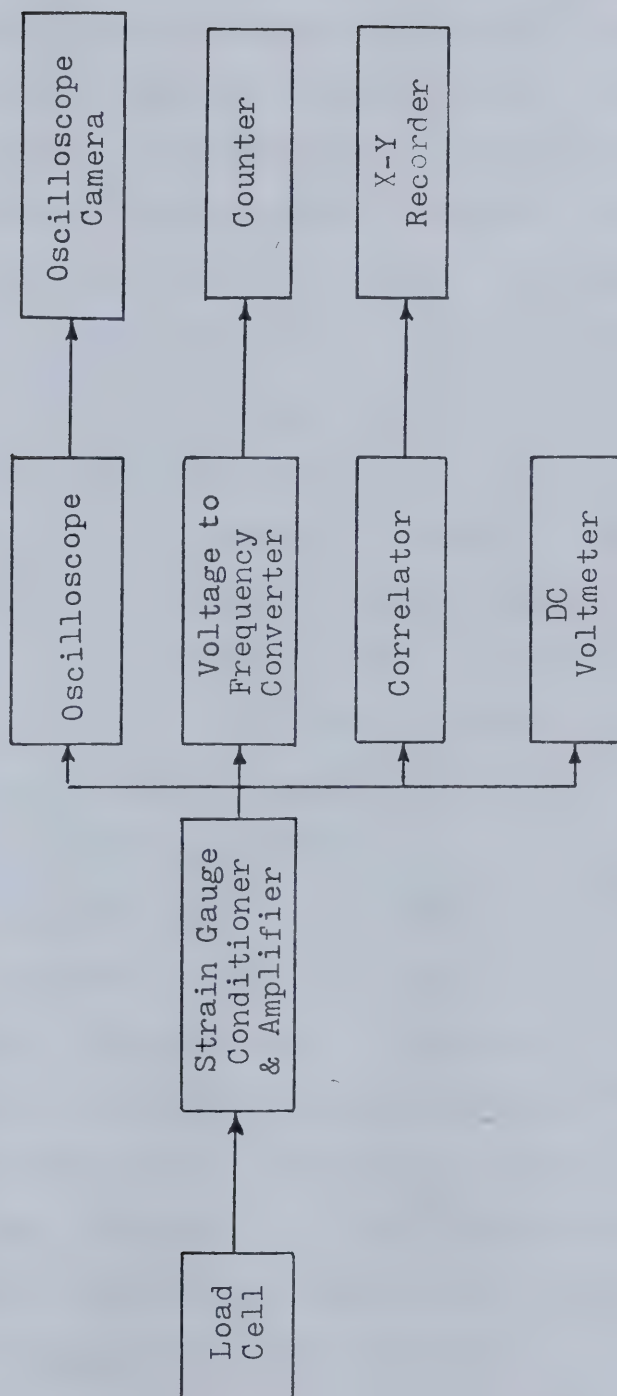 Load
Cell
Strain Gauge
Conditioner
& Amplifier
Oscilloscope
Oscilloscope
Camera
Voltage to
Frequency
Converter
Counter
Correlator
X-Y
Recorder
DC
Voltmeter